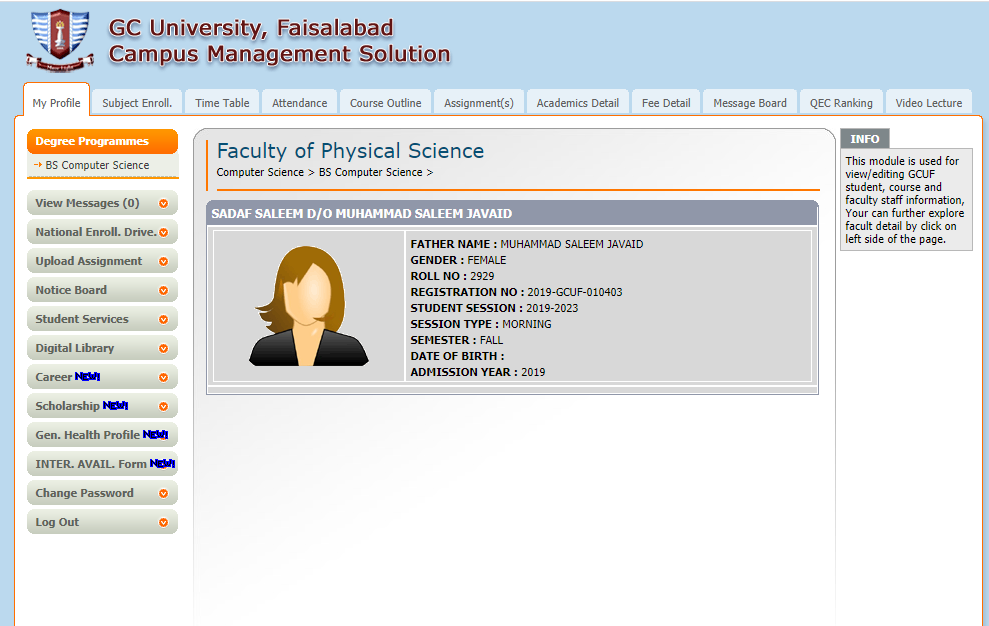 GC University, Faisalabad
Campus Management Solution
My Profile
Subject Enroll.
Time Table
Attendance
Course Outline
Assignment(s)
Academics Detail
Fee Detail
Message Board
QEC Ranking
Video Lecture
Degree Programmes
BS Computer Science
View Messages (0)
National Enroll. Drive.
Upload Assignment
Notice Board
Student Services
Digital Library
Career NEW!
Scholarship NEW!
Gen. Health Profile NEW!
INTER. AVAIL. Form NEW!
Change Password
Log Out
Faculty of Physical Science
Computer Science > BS Computer Science >
SADAF SALEEM D/O MUHAMMAD SALEEM JAVAID
FATHER NAME : MUHAMMAD SALEEM JAVAID
GENDER : FEMALE
ROLL NO : 2929
REGISTRATION NO : 2019-GCUF-010403
STUDENT SESSION : 2019-2023
SESSION TYPE : MORNING
SEMESTER : FALL
DATE OF BIRTH :
ADMISSION YEAR : 2019
INFO
This module is used for
view/editing GCUF
student, course and
faculty staff information,
Your can further explore
facult detail by click on
left side of the page.